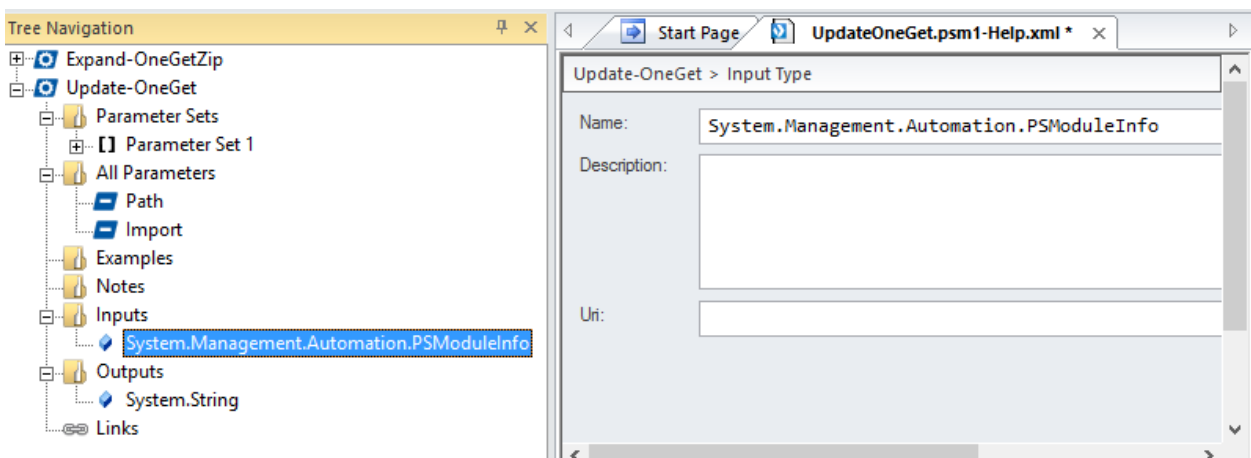 Tree Navigation
Expand-OneGetZip
Update-OneGet
Parameter Sets
[] Parameter Set 1
All Parameters
Path
Import
Examples
Notes
Inputs
System.Management.Automation.PSModuleInfo
Outputs
System.String
Links
Start Page
UpdateOneGet.psm1-Help.xml *
Update-OneGet > Input Type
Name: System.Management.Automation.PSModuleInfo
Description:
Uri: